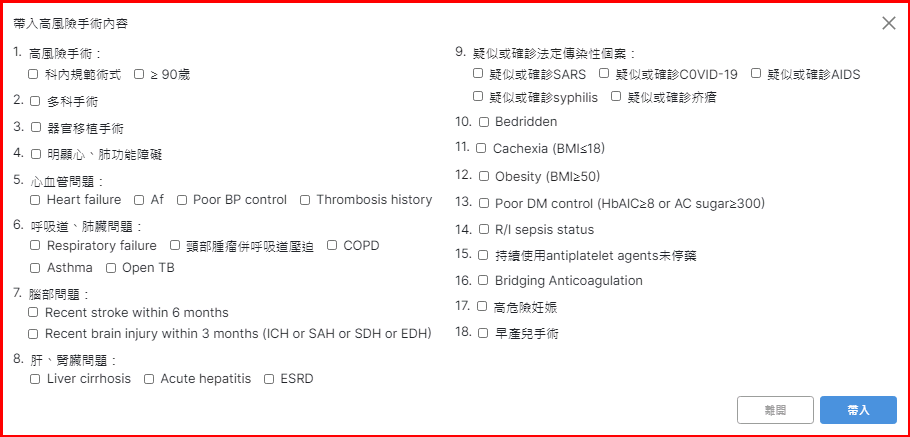 帶入高風險手術內容
1. 高風險手術：
科內規範術式 ≥ 90歲
2. 多科手術
3. 器官移植手術
4. 明顯心、肺功能障礙
5. 心血管問題：
Heart failure Af Poor BP control Thrombosis history
6. 呼吸道、肺臟問題：
Respiratory failure 頸部腫瘤併呼吸道壓迫 COPD
Asthma Open TB
7. 腦部問題：
Recent stroke within 6 months
Recent brain injury within 3 months (ICH or SAH or SDH or EDH)
8. 肝、腎臟問題：
Liver cirrhosis Acute hepatitis ESRD
9. 疑似或確診法定傳染性個案：
疑似或確診SARS 疑似或確診C0VID-19 疑似或確診AIDS
疑似或確診syphilis 疑似或確診疥瘡
10. Bedridden
11. Cachexia (BMI≤18)
12. Obesity (BMI≥50)
13. Poor DM control (HbAIC≥8 or AC sugar≥300)
14. R/I sepsis status
15. 持續使用antiplatelet agents未停藥
16. Bridging Anticoagulation
17. 高危險妊娠
18. 早產兒手術
離開 帶入